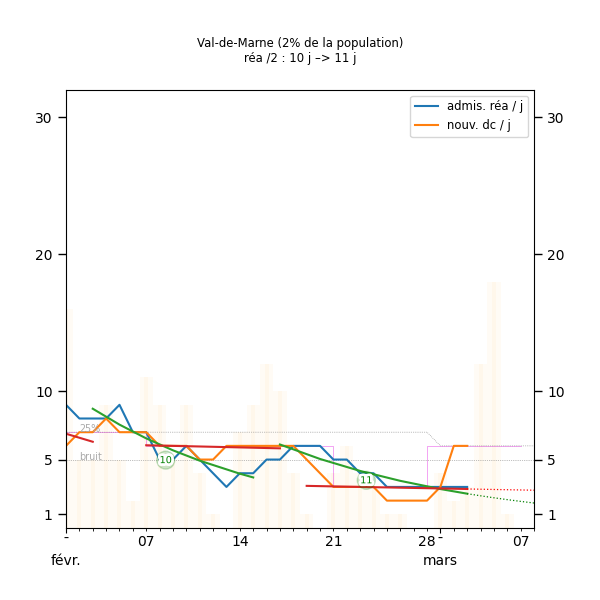 Val-de-Marne (2% de la population)
réa /2 : 10 j –> 11 j
admis. réa / j
nouv. dc / j
30 30
20 20
10 10
25%
bruit
10
11
5 5
1 1
07 14 21 28 07
févr. mars